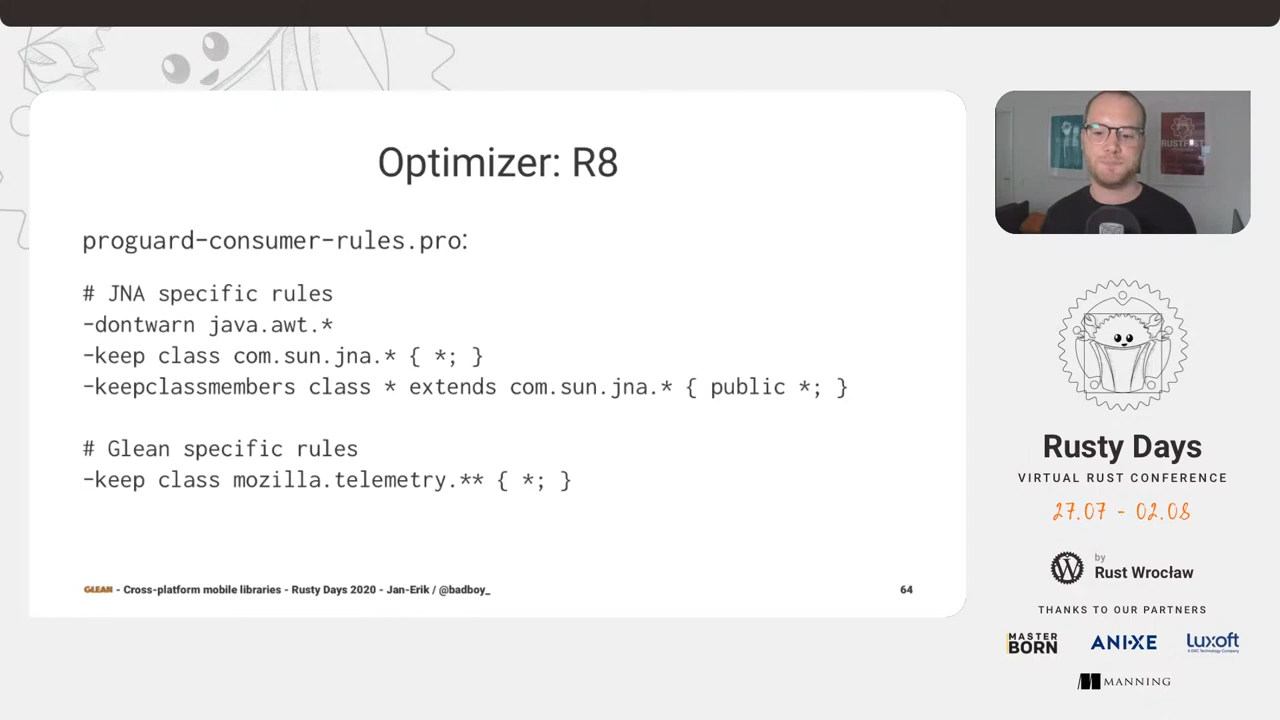 Optimizer: R8
proguard-consumer-rules.pro:
# JNA specific rules
-dontwarn java.awt.*
-keep class com.sun.jna.* { *; }
-keepclassmembers class * extends com.sun.jna.* { public *; }
# Glean specific rules
-keep class mozilla.telemetry.** { *; }
GLEAN - Cross-platform mobile libraries - Rusty Days 2020 - Jan-Erik / @badboy_
64
Rusty Days
VIRTUAL RUST CONFERENCE
27.07 - 02.08
by
Rust Wrocław
THANKS TO OUR PARTNERS
MASTER
BORN
ANIXE
Luxoft
A DXC Technology Company
MANNING